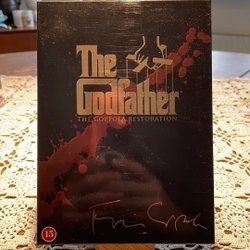 The
Godfather
THE COPPOLA RESTORATION
15